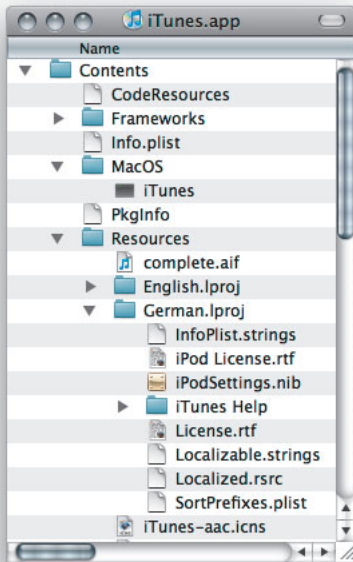 iTunes.app
Name
Contents
CodeResources
Frameworks
Info.plist
MacOS
iTunes
PkgInfo
Resources
complete.aif
English.lproj
German.lproj
InfoPlist.strings
iPod License.rtf
iPodSettings.nib
iTunes Help
License.rtf
Localizable.strings
Localized.rsrc
SortPrefixes.plist
iTunes-aac.icns